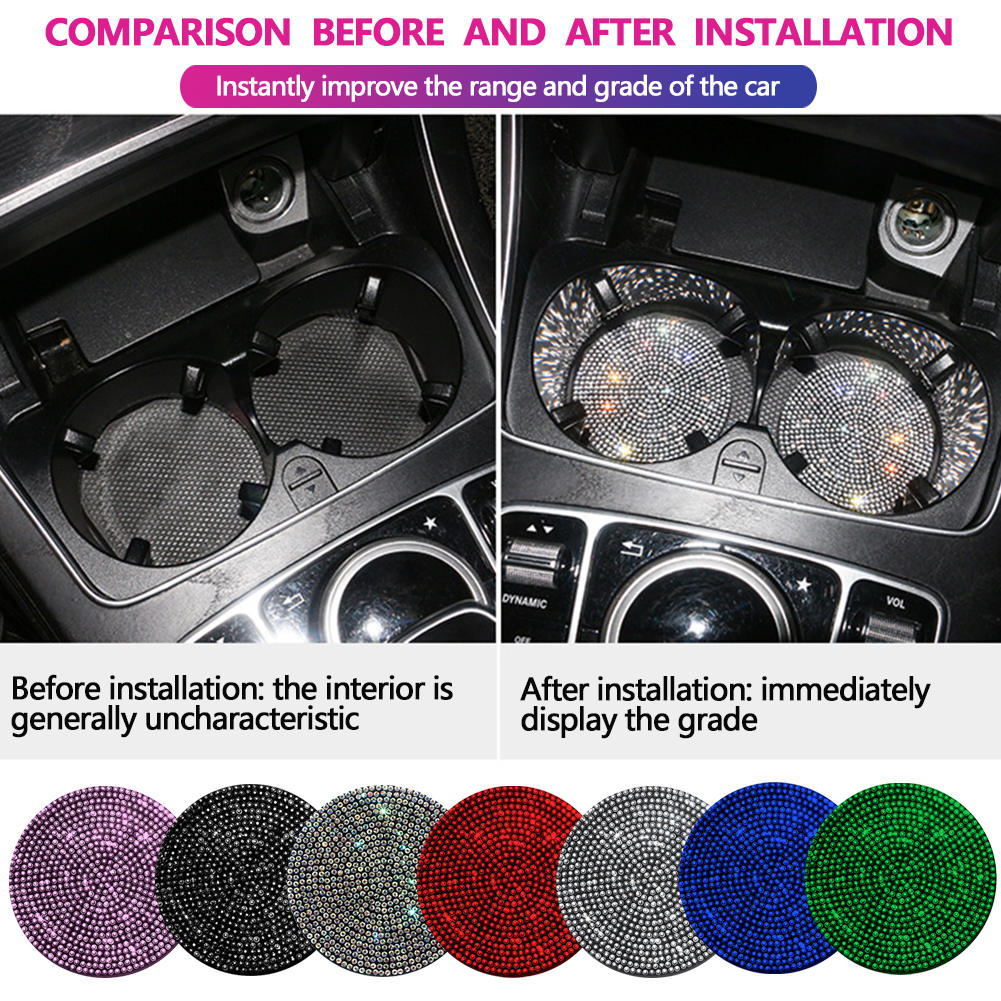 COMPARISON BEFORE AND AFTER INSTALLATION
Instantly improve the range and grade of the car
DYNAMIC
OFF
VOL
Before installation: the interior is
generally uncharacteristic
After installation: immediately
display the grade